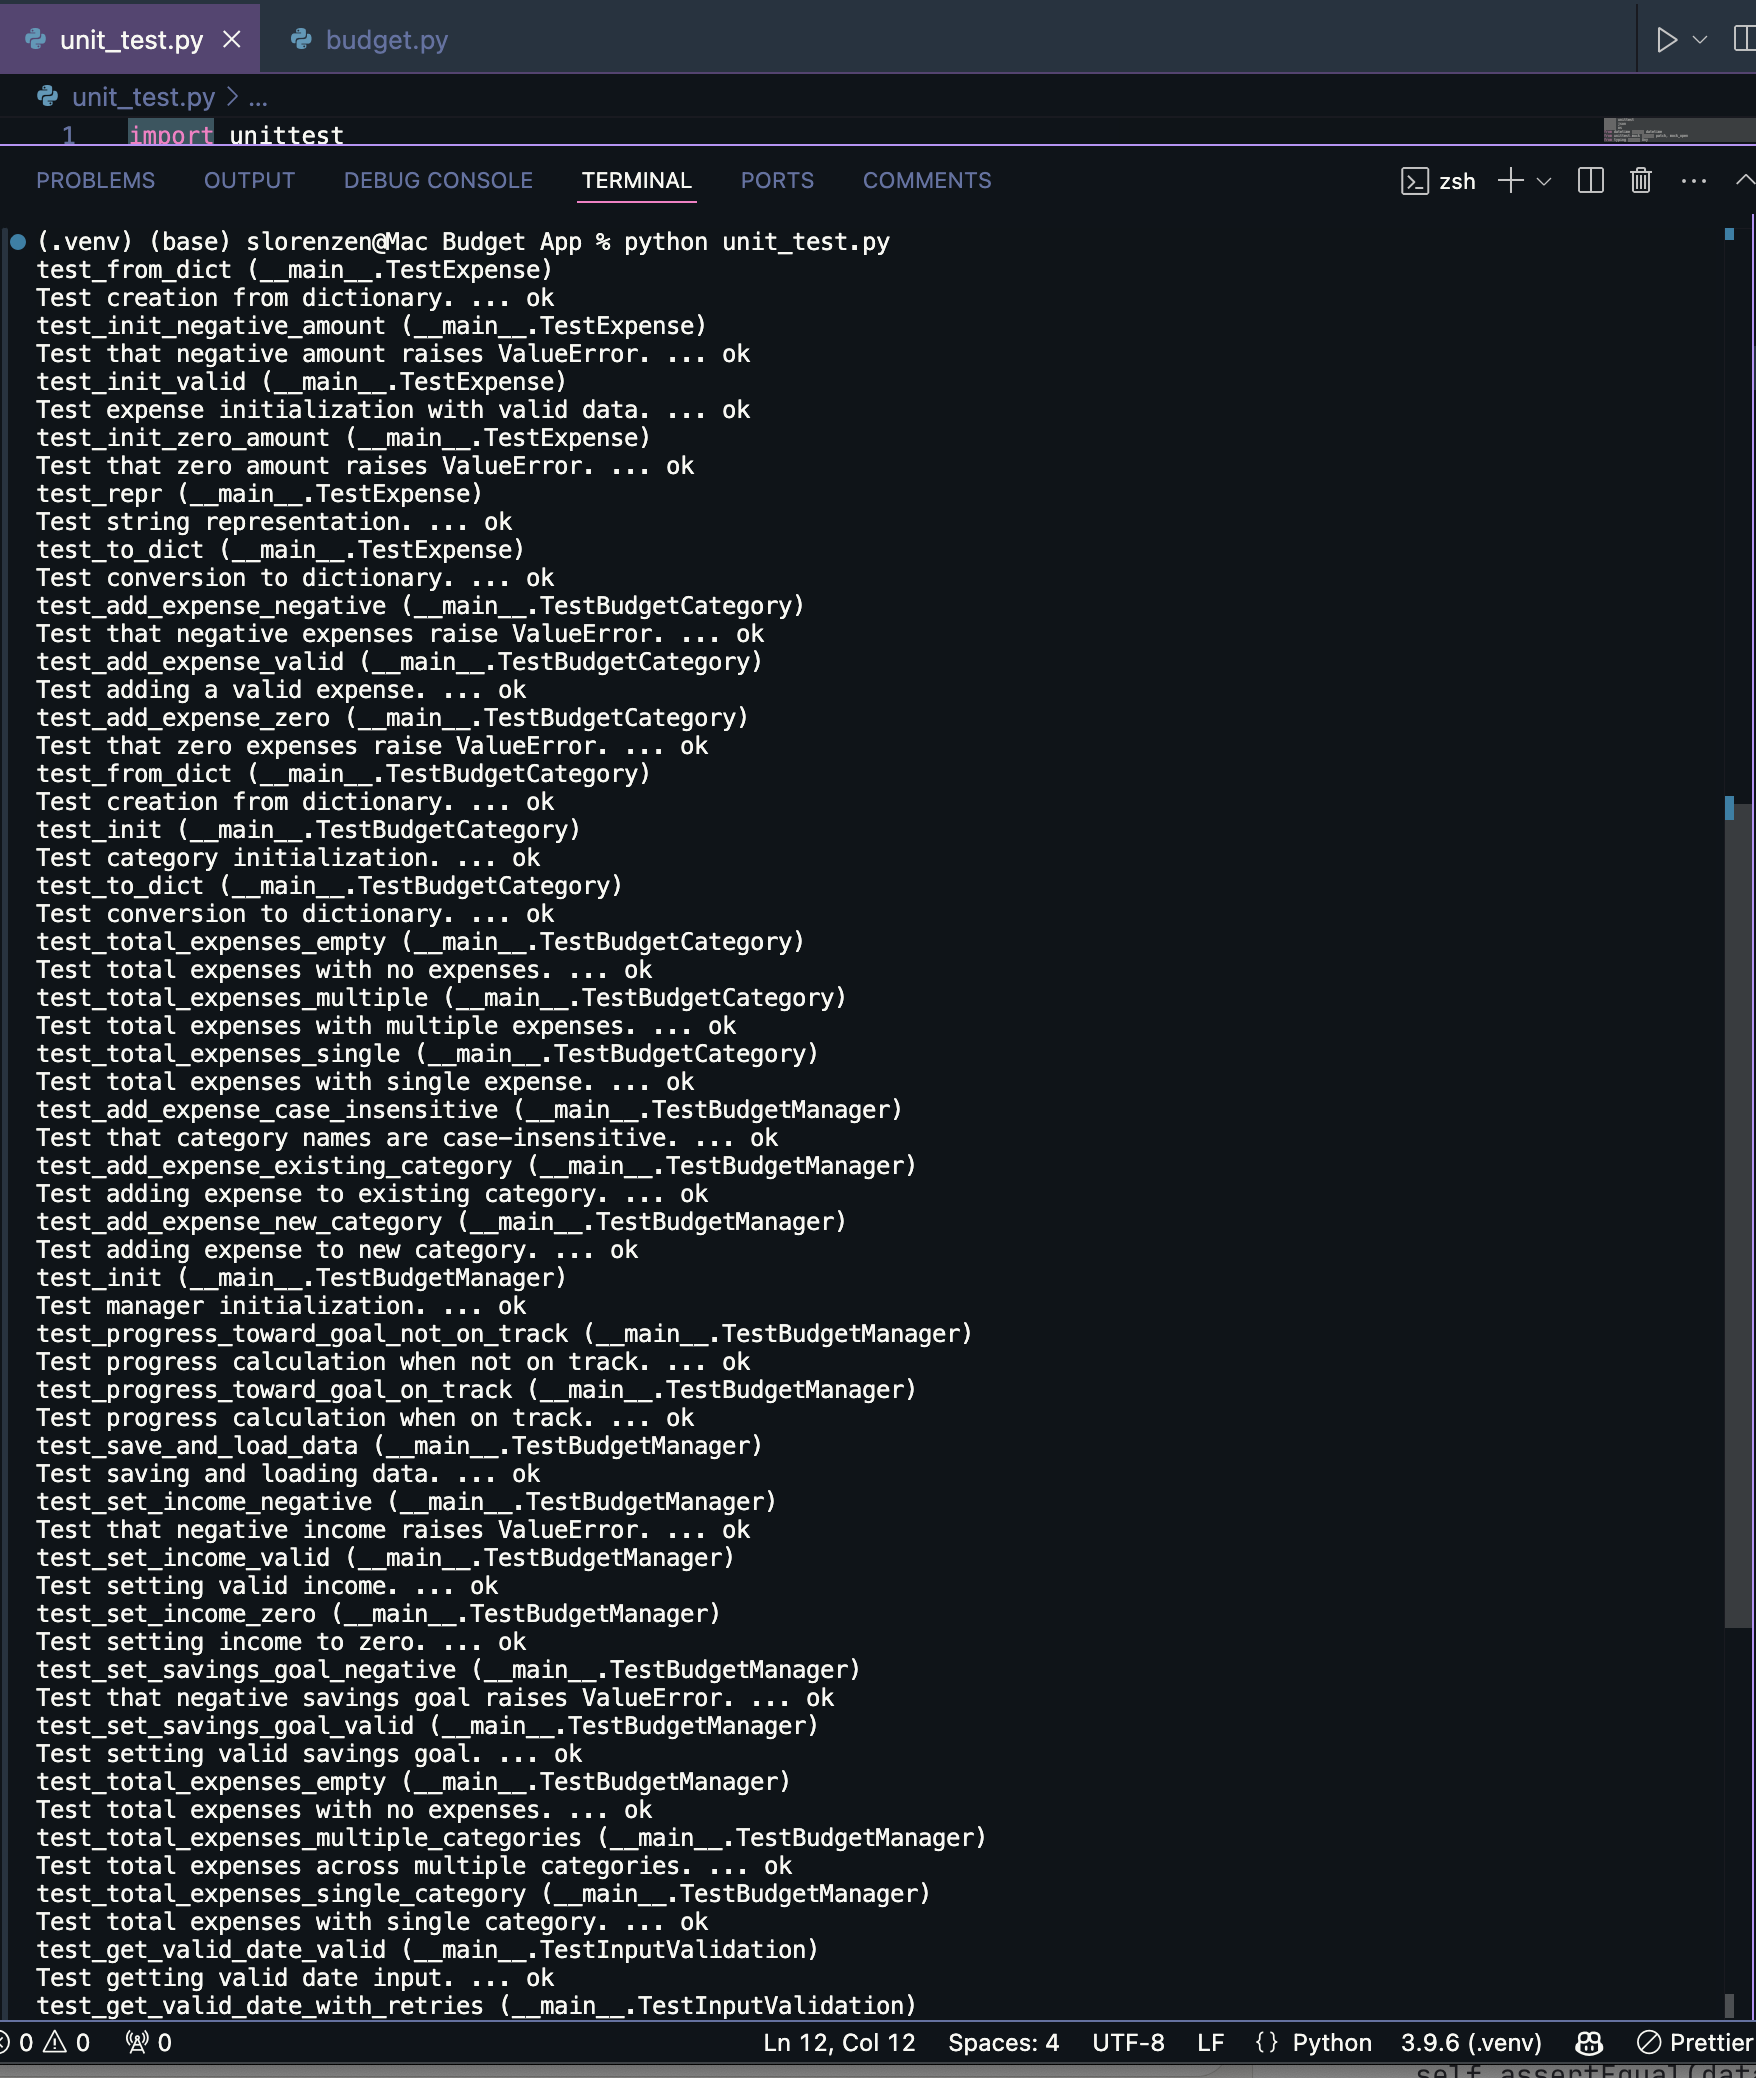 unit_test.py
budget.py
unit_test.py > ...
1 import unittest
PROBLEMS OUTPUT DEBUG CONSOLE TERMINAL PORTS COMMENTS zsh
(.venv) (base) slorenzen@Mac Budget App % python unit_test.py
test_from_dict (__main__.TestExpense)
Test creation from dictionary. ... ok
test_init_negative_amount (__main__.TestExpense)
Test that negative amount raises ValueError. ... ok
test_init_valid (__main__.TestExpense)
Test expense initialization with valid data. ... ok
test_init_zero_amount (__main__.TestExpense)
Test that zero amount raises ValueError. ... ok
test_repr (__main__.TestExpense)
Test string representation. ... ok
test_to_dict (__main__.TestExpense)
Test conversion to dictionary. ... ok
test_add_expense_negative (__main__.TestBudgetCategory)
Test that negative expenses raise ValueError. ... ok
test_add_expense_valid (__main__.TestBudgetCategory)
Test adding a valid expense. ... ok
test_add_expense_zero (__main__.TestBudgetCategory)
Test that zero expenses raise ValueError. ... ok
test_from_dict (__main__.TestBudgetCategory)
Test creation from dictionary. ... ok
test_init (__main__.TestBudgetCategory)
Test category initialization. ... ok
test_to_dict (__main__.TestBudgetCategory)
Test conversion to dictionary. ... ok
test_total_expenses_empty (__main__.TestBudgetCategory)
Test total expenses with no expenses. ... ok
test_total_expenses_multiple (__main__.TestBudgetCategory)
Test total expenses with multiple expenses. ... ok
test_total_expenses_single (__main__.TestBudgetCategory)
Test total expenses with single expense. ... ok
test_add_expense_case_insensitive (__main__.TestBudgetManager)
Test that category names are case-insensitive. ... ok
test_add_expense_existing_category (__main__.TestBudgetManager)
Test adding expense to existing category. ... ok
test_add_expense_new_category (__main__.TestBudgetManager)
Test adding expense to new category. ... ok
test_init (__main__.TestBudgetManager)
Test manager initialization. ... ok
test_progress_toward_goal_not_on_track (__main__.TestBudgetManager)
Test progress calculation when not on track. ... ok
test_progress_toward_goal_on_track (__main__.TestBudgetManager)
Test progress calculation when on track. ... ok
test_save_and_load_data (__main__.TestBudgetManager)
Test saving and loading data. ... ok
test_set_income_negative (__main__.TestBudgetManager)
Test that negative income raises ValueError. ... ok
test_set_income_valid (__main__.TestBudgetManager)
Test setting valid income. ... ok
test_set_income_zero (__main__.TestBudgetManager)
Test setting income to zero. ... ok
test_set_savings_goal_negative (__main__.TestBudgetManager)
Test that negative savings goal raises ValueError. ... ok
test_set_savings_goal_valid (__main__.TestBudgetManager)
Test setting valid savings goal. ... ok
test_total_expenses_empty (__main__.TestBudgetManager)
Test total expenses with no expenses. ... ok
test_total_expenses_multiple_categories (__main__.TestBudgetManager)
Test total expenses across multiple categories. ... ok
test_total_expenses_single_category (__main__.TestBudgetManager)
Test total expenses with single category. ... ok
test_get_valid_date_valid (__main__.TestInputValidation)
Test getting valid date input. ... ok
test_get_valid_date_with_retries (__main__.TestInputValidation)
0 0 0 Ln 12, Col 12 Spaces: 4 UTF-8 LF {} Python 3.9.6 (.venv) Prettier